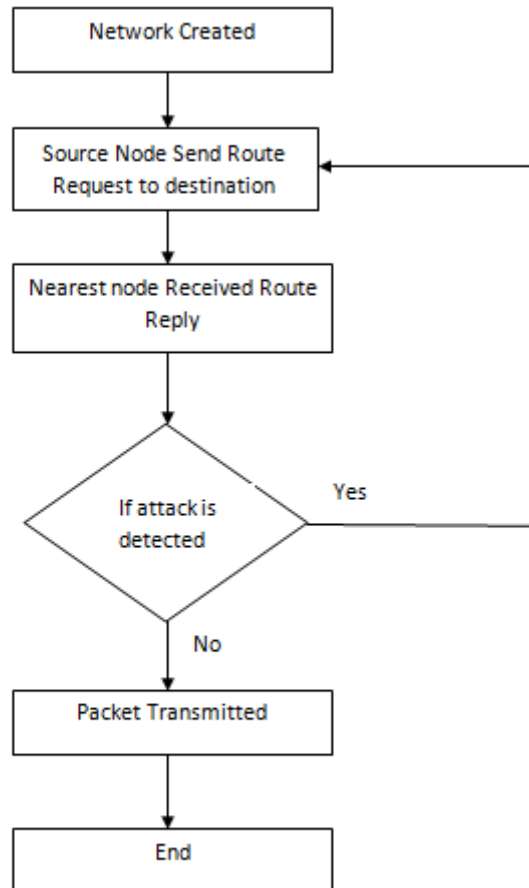 Network Created
Source Node Send Route
Request to destination
Nearest node Received Route
Reply
If attack is
detected
Yes
No
Packet Transmitted
End